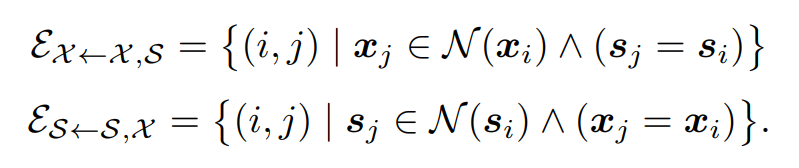 ℰ_{𝒳←𝒳,𝒮} = {(i, j) | 𝒙_j ∈ 𝒩(𝒙_i) ∧ (𝒔_j = 𝒔_i)}
ℰ_{𝒮←𝒮,𝒳} = {(i, j) | 𝒔_j ∈ 𝒩(𝒔_i) ∧ (𝒙_j = 𝒙_i)}.